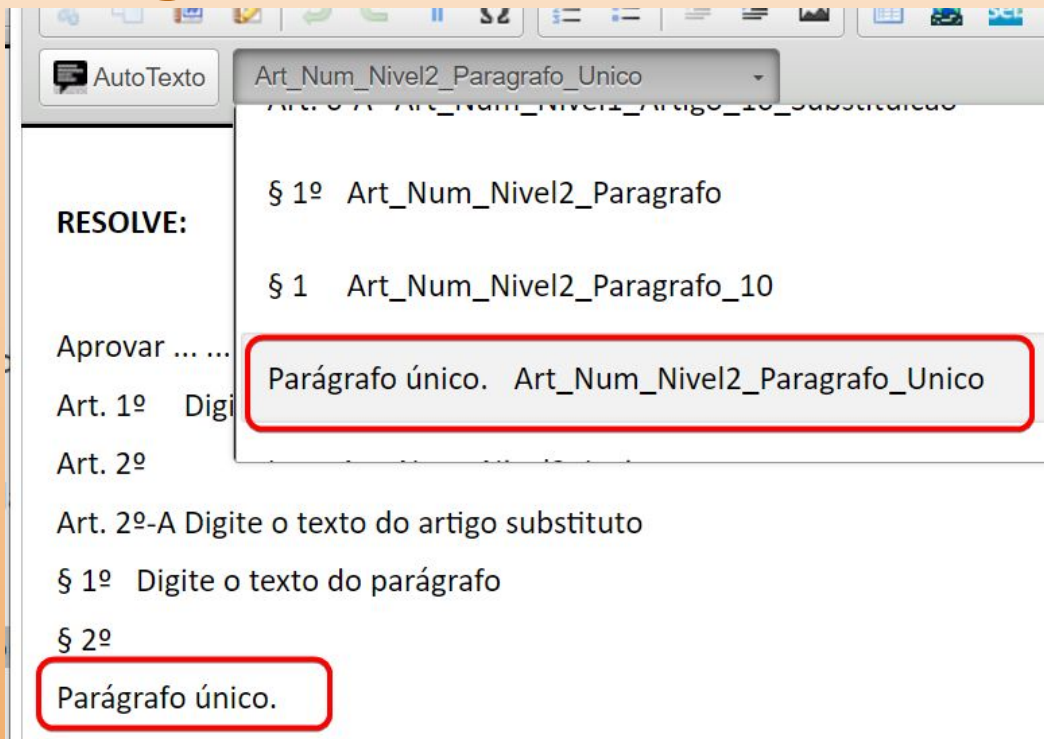 AutoTexto
Art_Num_Nivel2_Paragrafo_Unico
§ 1º Art_Num_Nivel2_Paragrafo
§ 1 Art_Num_Nivel2_Paragrafo_10
Parágrafo único. Art_Num_Nivel2_Paragrafo_Unico
RESOLVE:
Aprovar ... ...
Art. 1º Digi
Art. 2º
Art. 2º-A Digite o texto do artigo substituto
§ 1º Digite o texto do parágrafo
§ 2º
Parágrafo único.